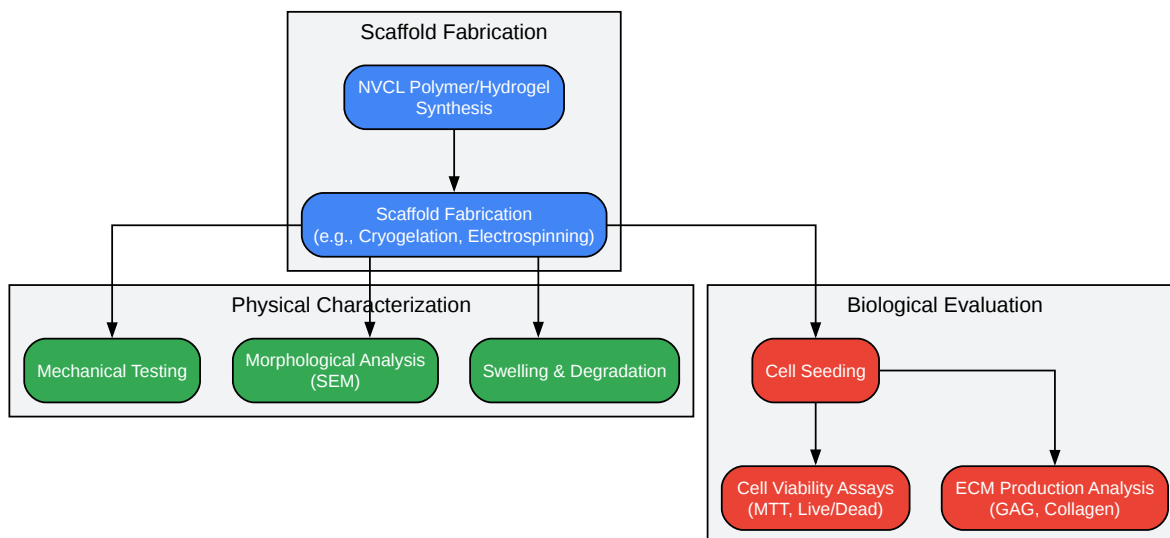 Scaffold Fabrication
NVCL Polymer/Hydrogel
Synthesis
Scaffold Fabrication
(e.g., Cryogelation, Electrospinning)
Physical Characterization
Mechanical Testing
Morphological Analysis
(SEM)
Swelling & Degradation
Biological Evaluation
Cell Seeding
Cell Viability Assays
(MTT, Live/Dead)
ECM Production Analysis
(GAG, Collagen)